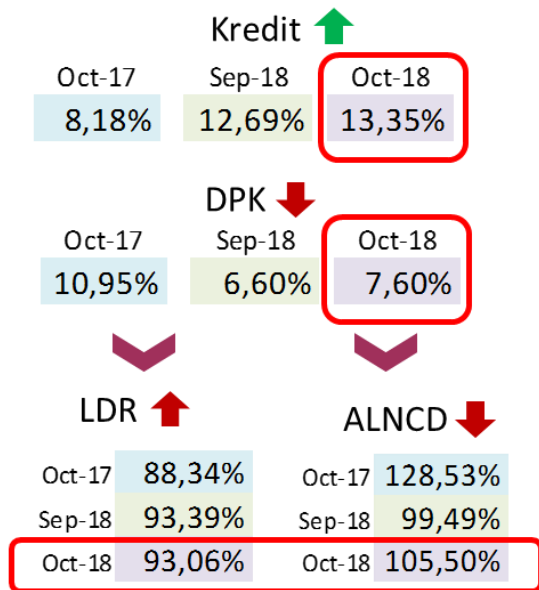 Kredit
Oct-17 Sep-18 Oct-18
8,18% 12,69% 13,35%
DPK
Oct-17 Sep-18 Oct-18
10,95% 6,60% 7,60%
LDR
Oct-17 88,34%
Sep-18 93,39%
Oct-18 93,06%
ALNCD
Oct-17 128,53%
Sep-18 99,49%
Oct-18 105,50%